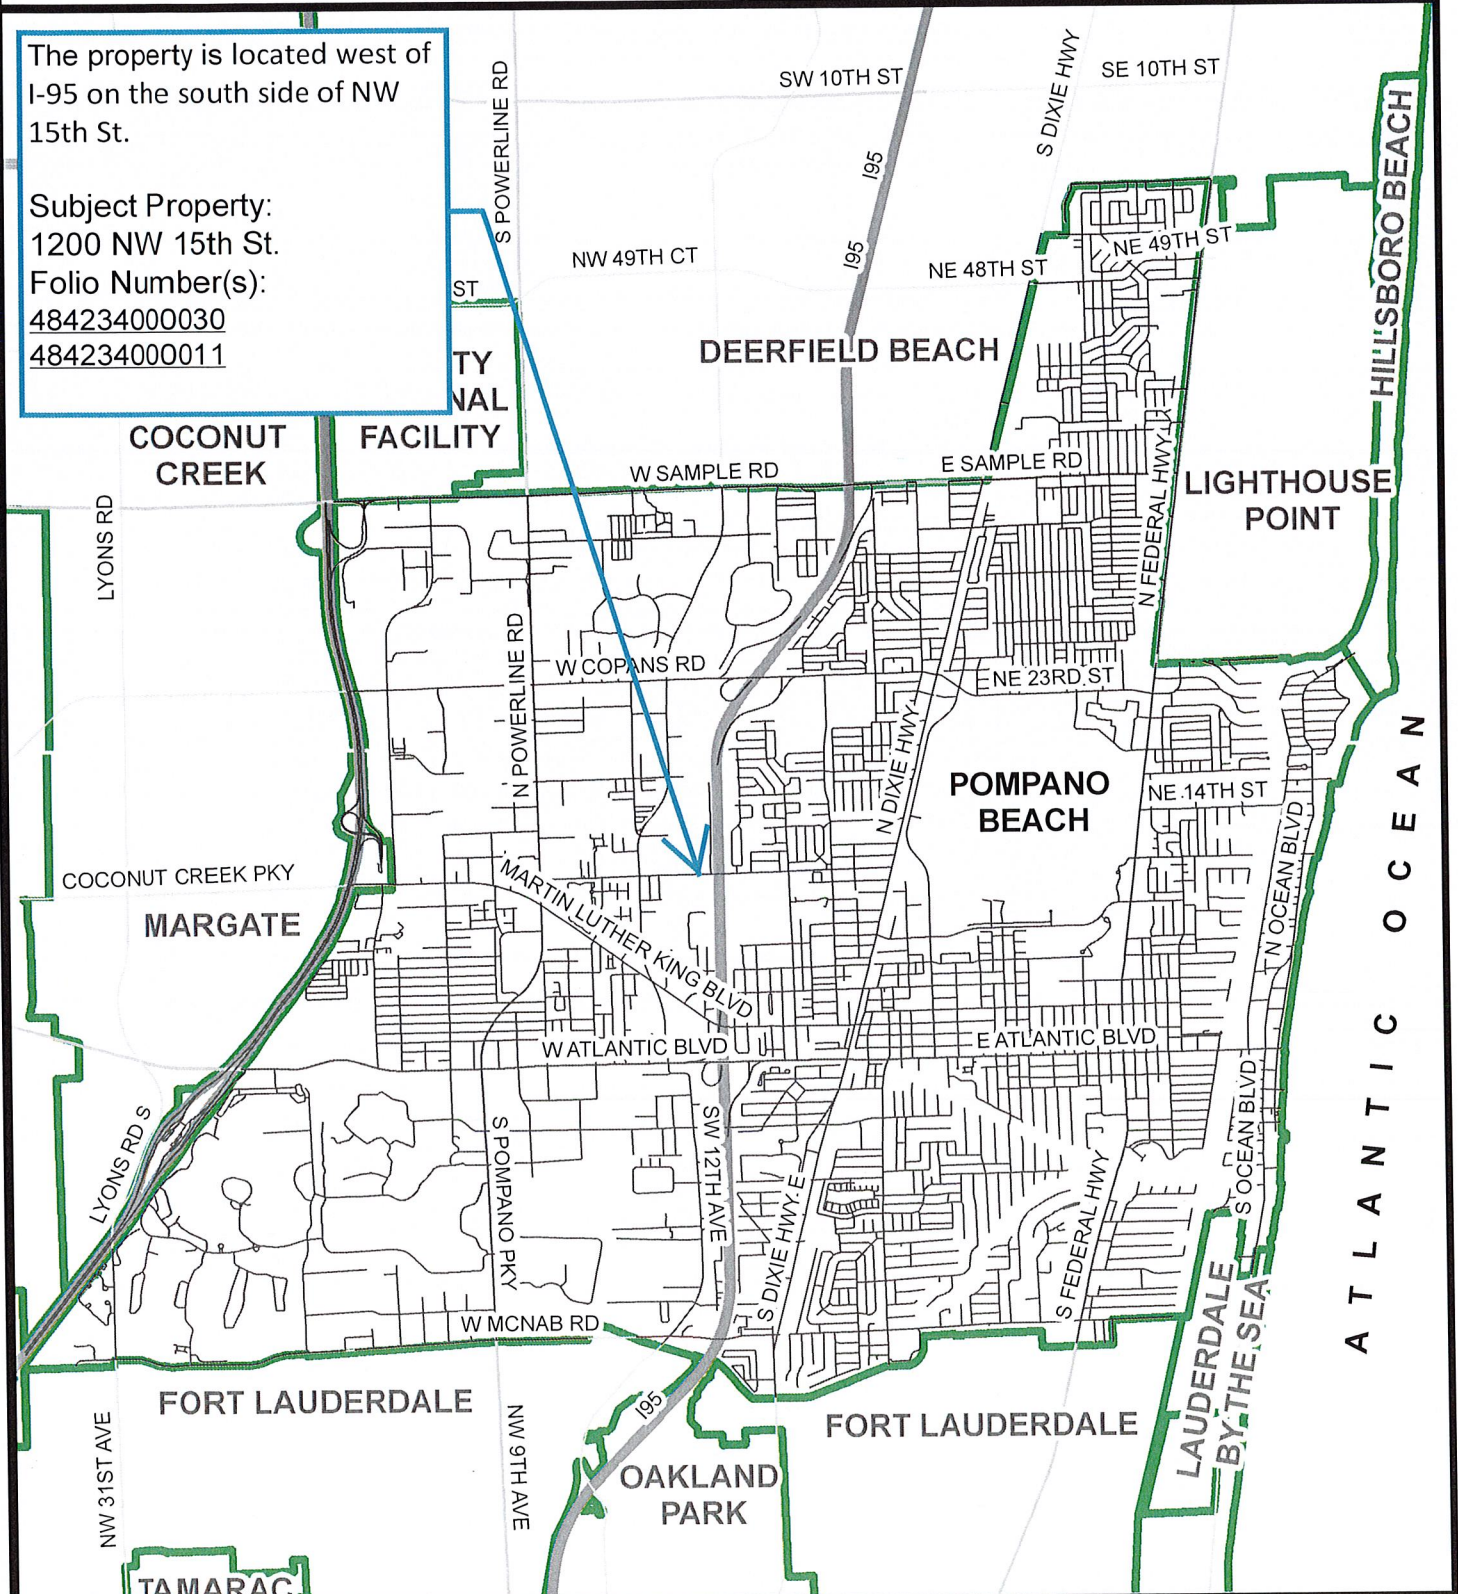 The property is located west of
I-95 on the south side of NW
15th St.
Subject Property:
1200 NW 15th St.
Folio Number(s):
484234000030
484234000011
S POWERLINE RD
SW 10TH ST
S DIXIE HWY
SE 10TH ST
HILLSBORO BEACH
I95
I95
NW 49TH CT
NE 48TH ST
NE 49TH ST
ST
DEERFIELD BEACH
TY
NAL
FACILITY
COCONUT
CREEK
W SAMPLE RD
E SAMPLE RD
LIGHTHOUSE
POINT
LYONS RD
N FEDERAL HWY
N POWERLINE RD
W COPANS RD
NE 23RD ST
N DIXIE HWY
POMPANO
BEACH
NE 14TH ST
N OCEAN BLVD
ATLANTIC OCEAN
COCONUT CREEK PKY
MARGATE
MARTIN LUTHER KING BLVD
W ATLANTIC BLVD
E ATLANTIC BLVD
LYONS RD S
S POMPANO PKY
SW 12TH AVE
S DIXIE HWY E
S FEDERAL HWY
S OCEAN BLVD
W MCNAB RD
FORT LAUDERDALE
FORT LAUDERDALE
LAUDERDALE
BY THE SEA
I95
NW 31ST AVE
NW 9TH AVE
OAKLAND
PARK
TAMARAC